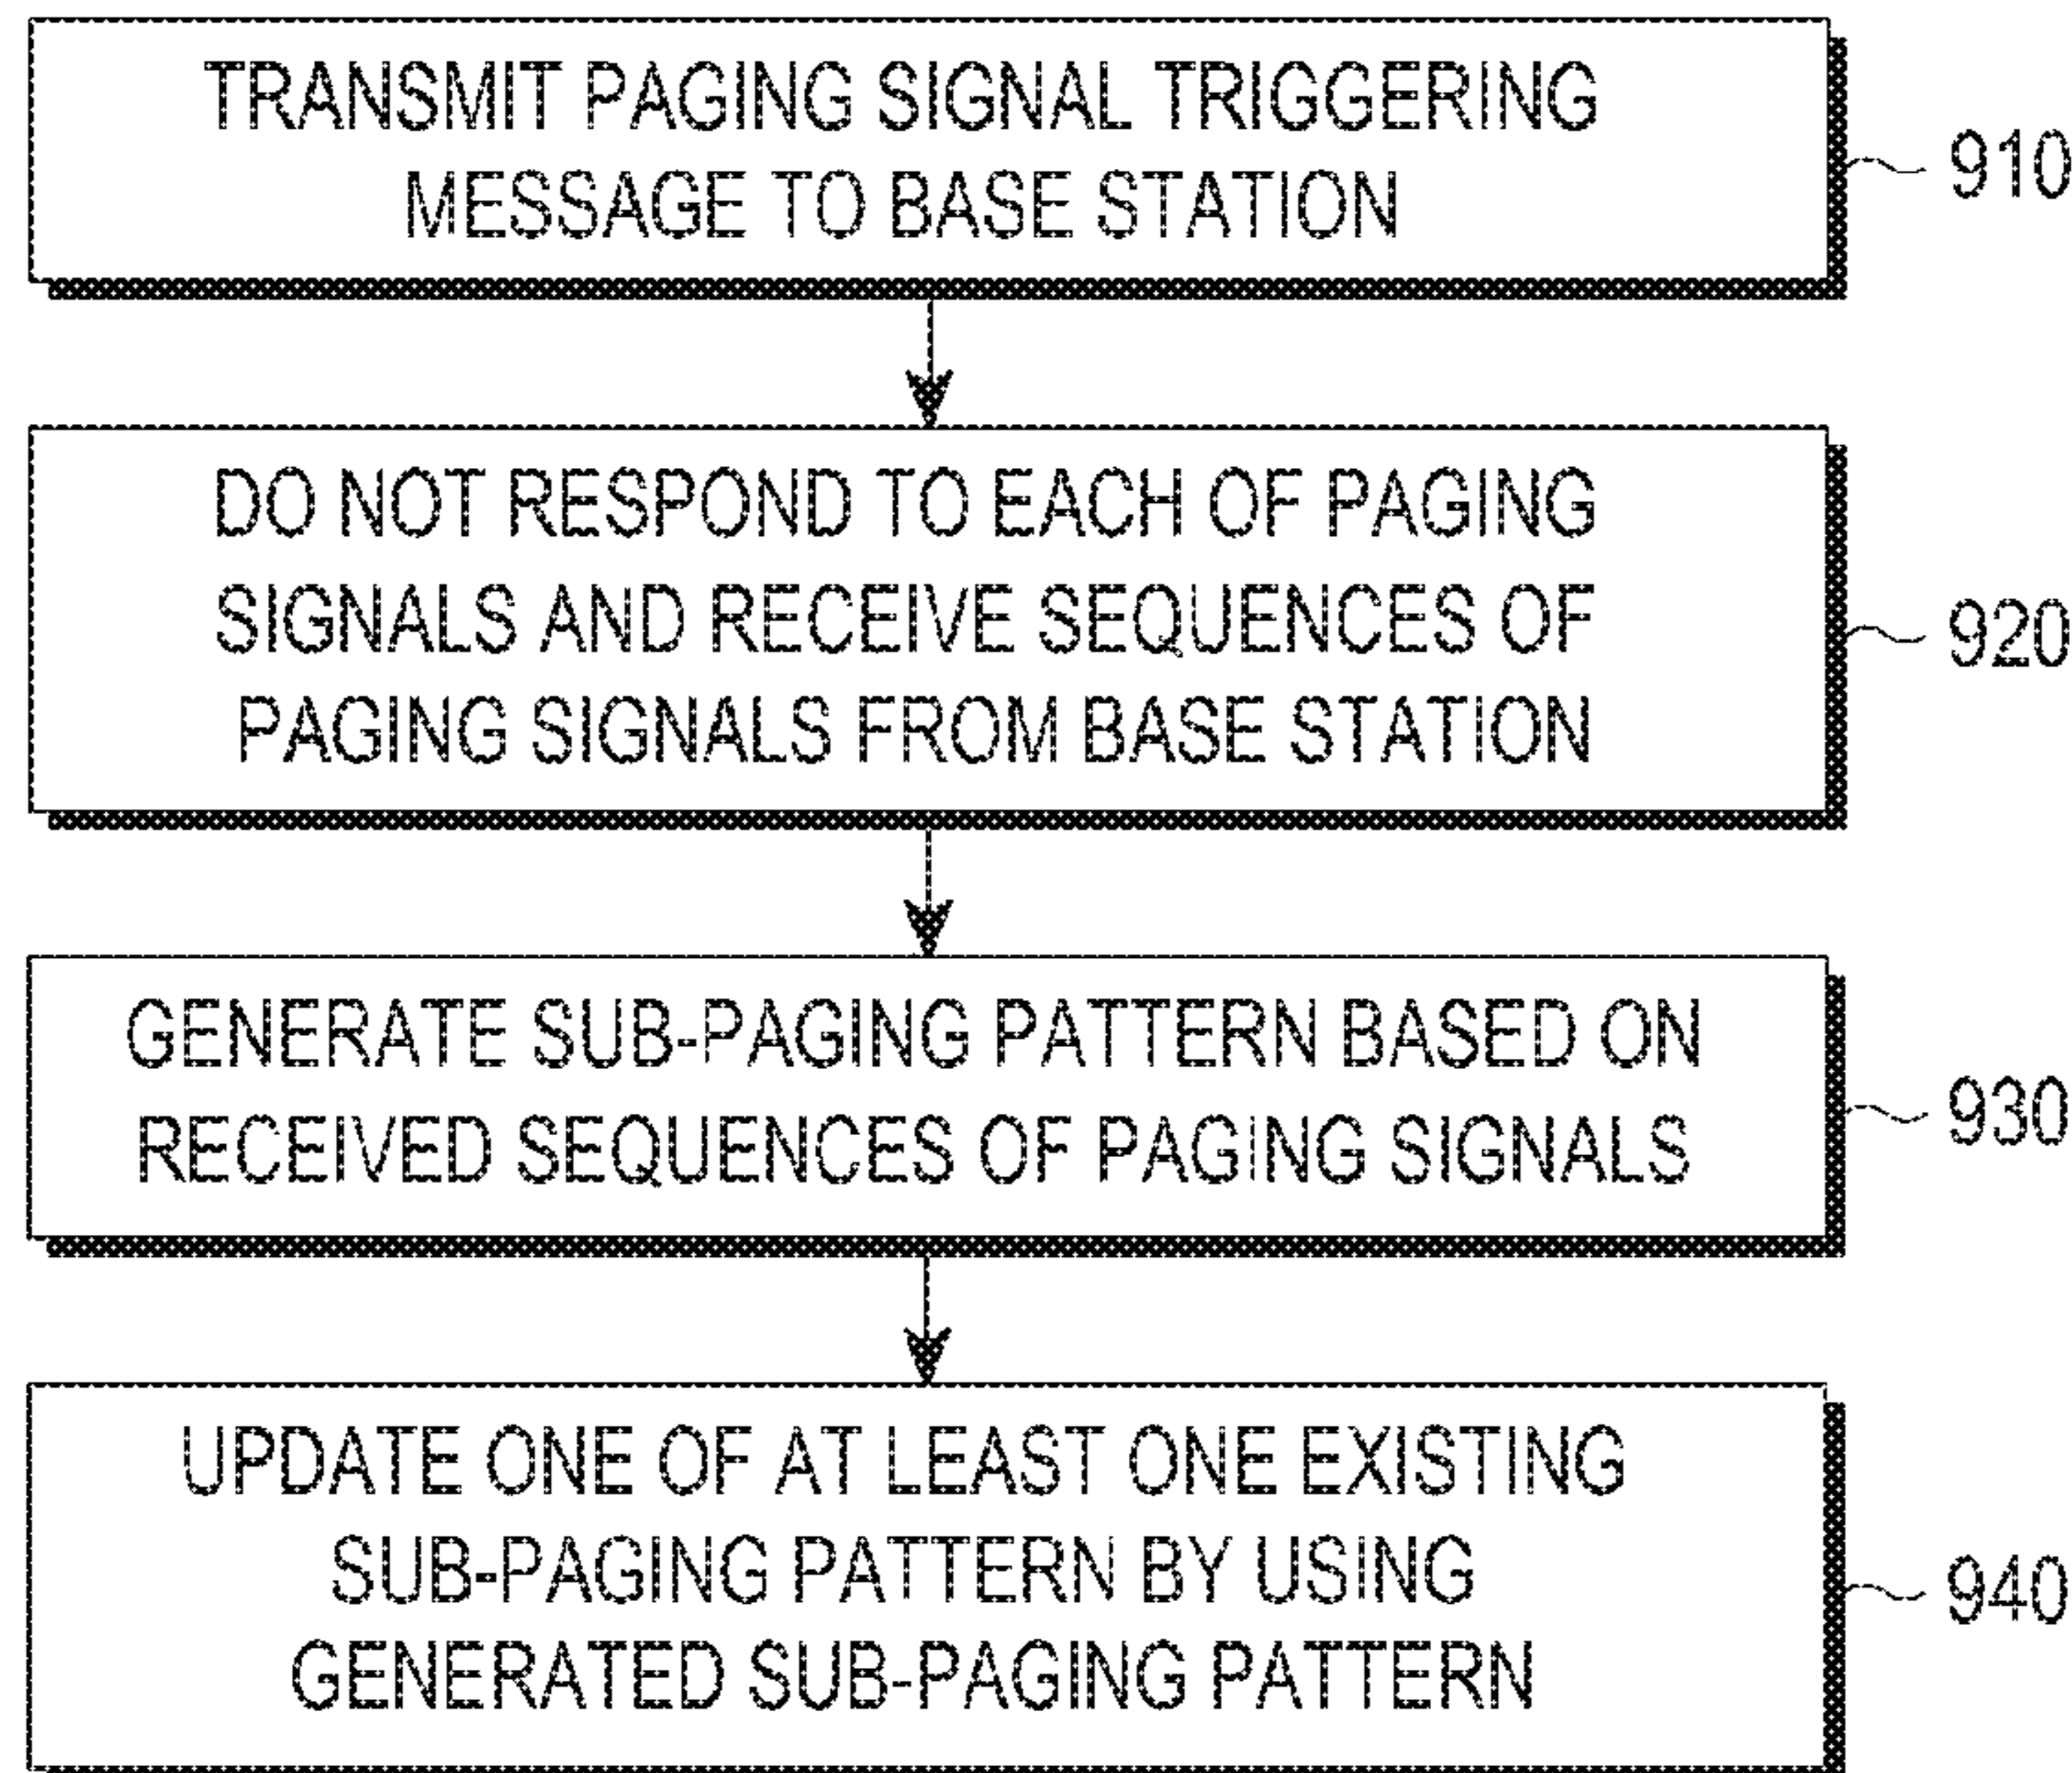 TRANSMIT PAGING SIGNAL TRIGGERING
MESSAGE TO BASE STATION
910
DO NOT RESPOND TO EACH OF PAGING
SIGNALS AND RECEIVE SEQUENCES OF
PAGING SIGNALS FROM BASE STATION
920
GENERATE SUB-PAGING PATTERN BASED ON
RECEIVED SEQUENCES OF PAGING SIGNALS
930
UPDATE ONE OF AT LEAST ONE EXISTING
SUB-PAGING PATTERN BY USING
GENERATED SUB-PAGING PATTERN
940